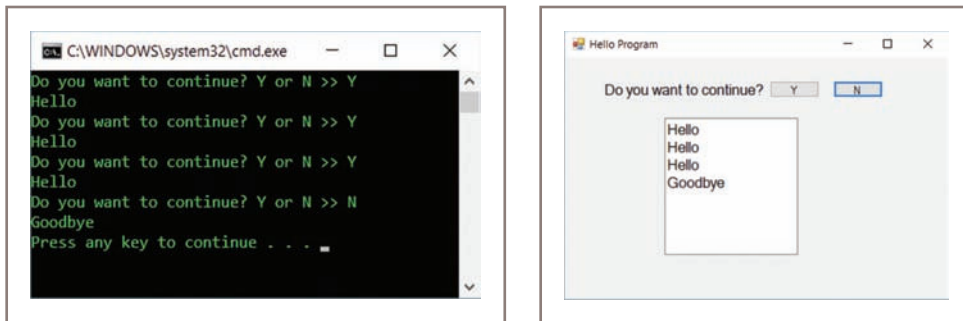 C:\WINDOWS\system32\cmd.exe
Do you want to continue? Y or N >> Y
Hello
Do you want to continue? Y or N >> Y
Hello
Do you want to continue? Y or N >> Y
Hello
Do you want to continue? Y or N >> N
Goodbye
Press any key to continue . . .
Hello Program
Do you want to continue? Y N
Hello
Hello
Hello
Goodbye